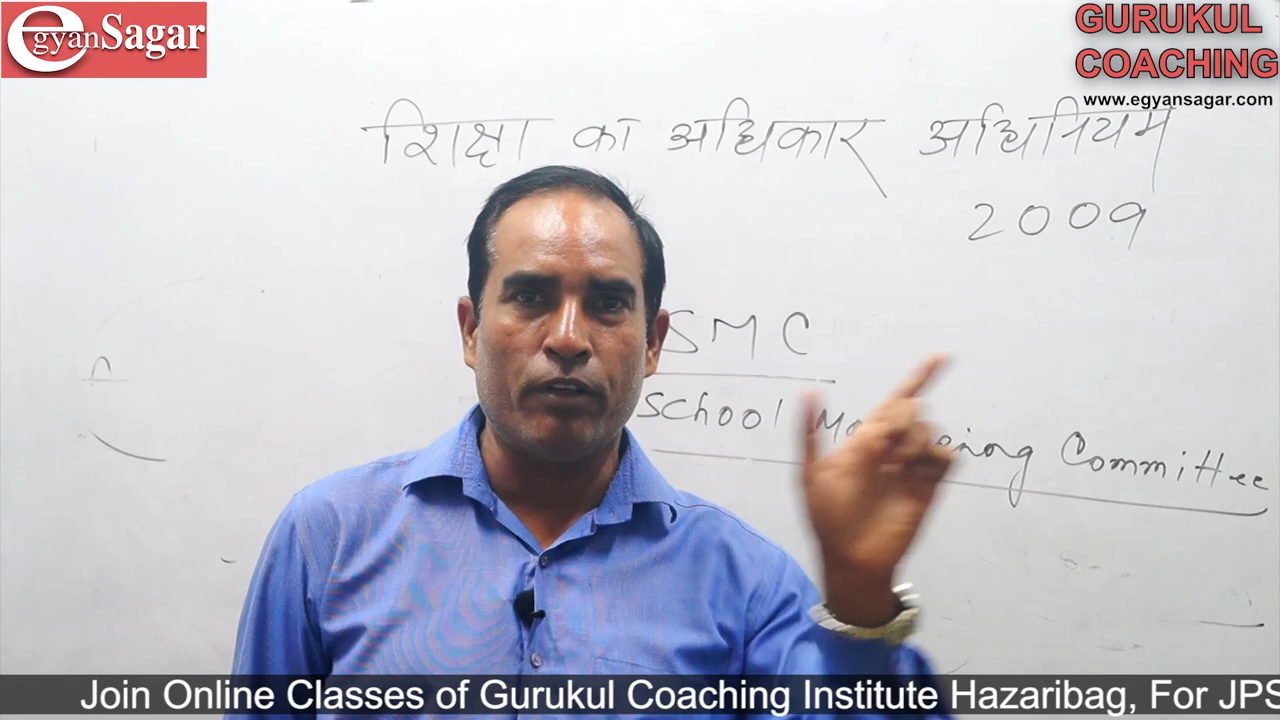 egyanSagar
GURUKUL
COACHING
www.egyansagar.com
शिक्षा का अधिकार अधिनियम
2009
SMC
School Committee
Join Online Classes of Gurukul Coaching Institute Hazaribag, For JPS